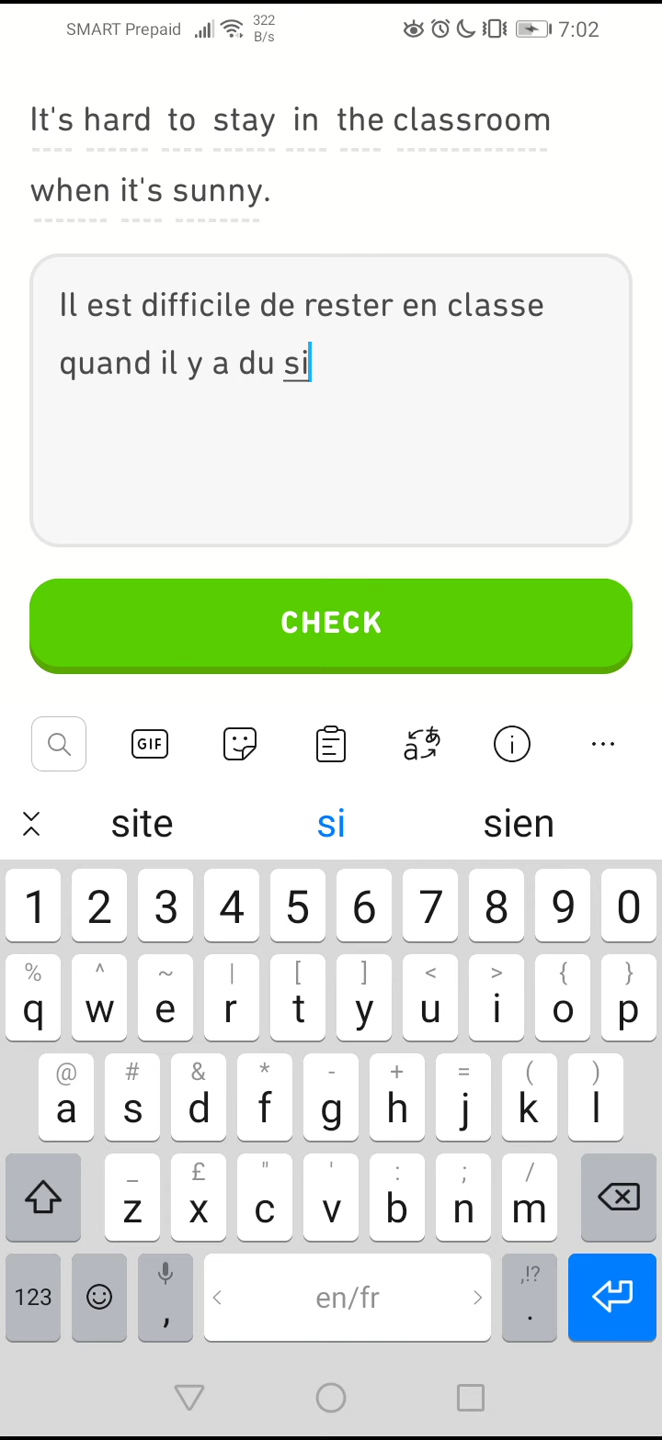 SMART Prepaid 322 B/s 7:02
It's hard to stay in the classroom
when it's sunny.
Il est difficile de rester en classe
quand il y a du si
CHECK
GIF
site si sien
1 2 3 4 5 6 7 8 9 0
% ^ ~ | [ ] < > { }
q w e r t y u i o p
@ # & * - + = ( )
a s d f g h j k l
_ £ " ' : ; /
z x c v b n m
,!?
123 , < en/fr > .